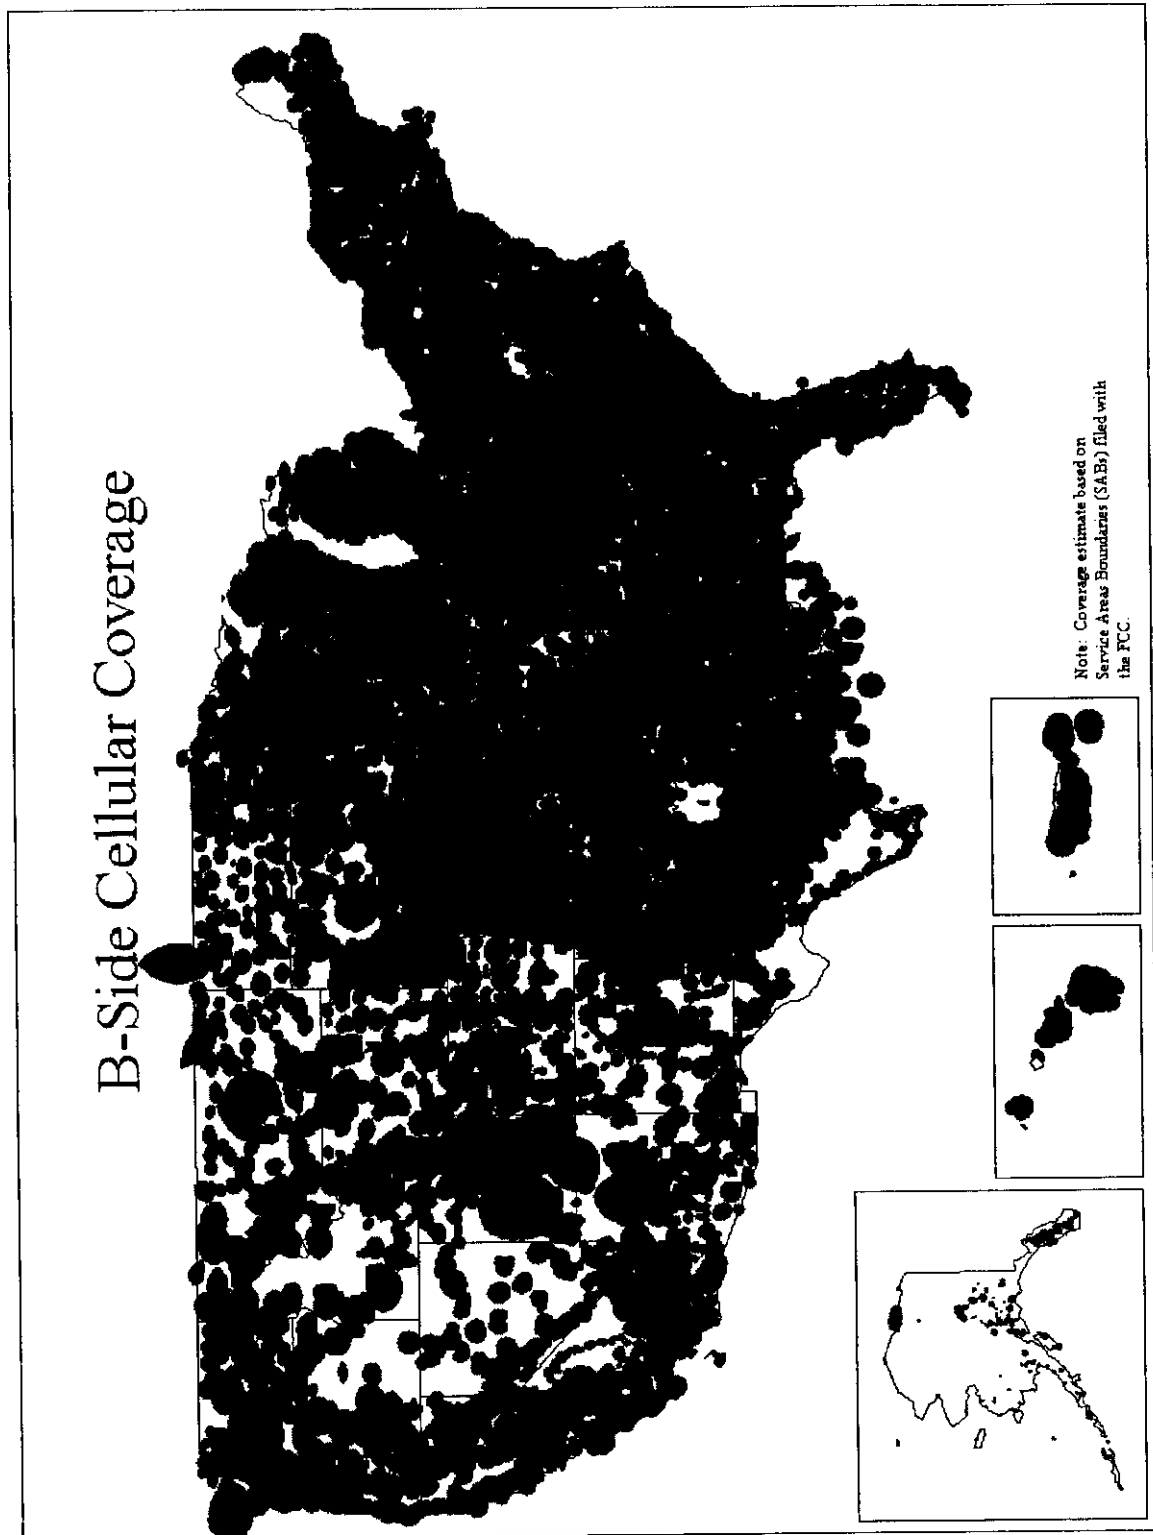 B-Side Cellular Coverage
Note: Coverage estimate based on
Service Areas Boundaries (SABs) filed with
the FCC.